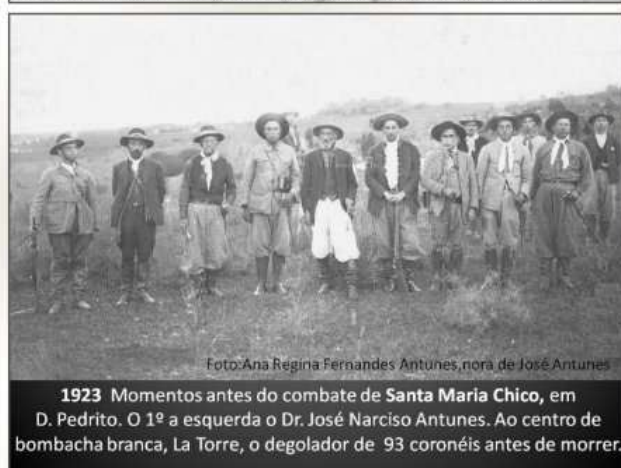 Foto:Ana Regina Fernandes Antunes,nora de José Antunes
1923 Momentos antes do combate de Santa Maria Chico, em
D. Pedrito. O 1º a esquerda o Dr. José Narciso Antunes. Ao centro de
bombacha branca, La Torre, o degolador de 93 coronéis antes de morrer.